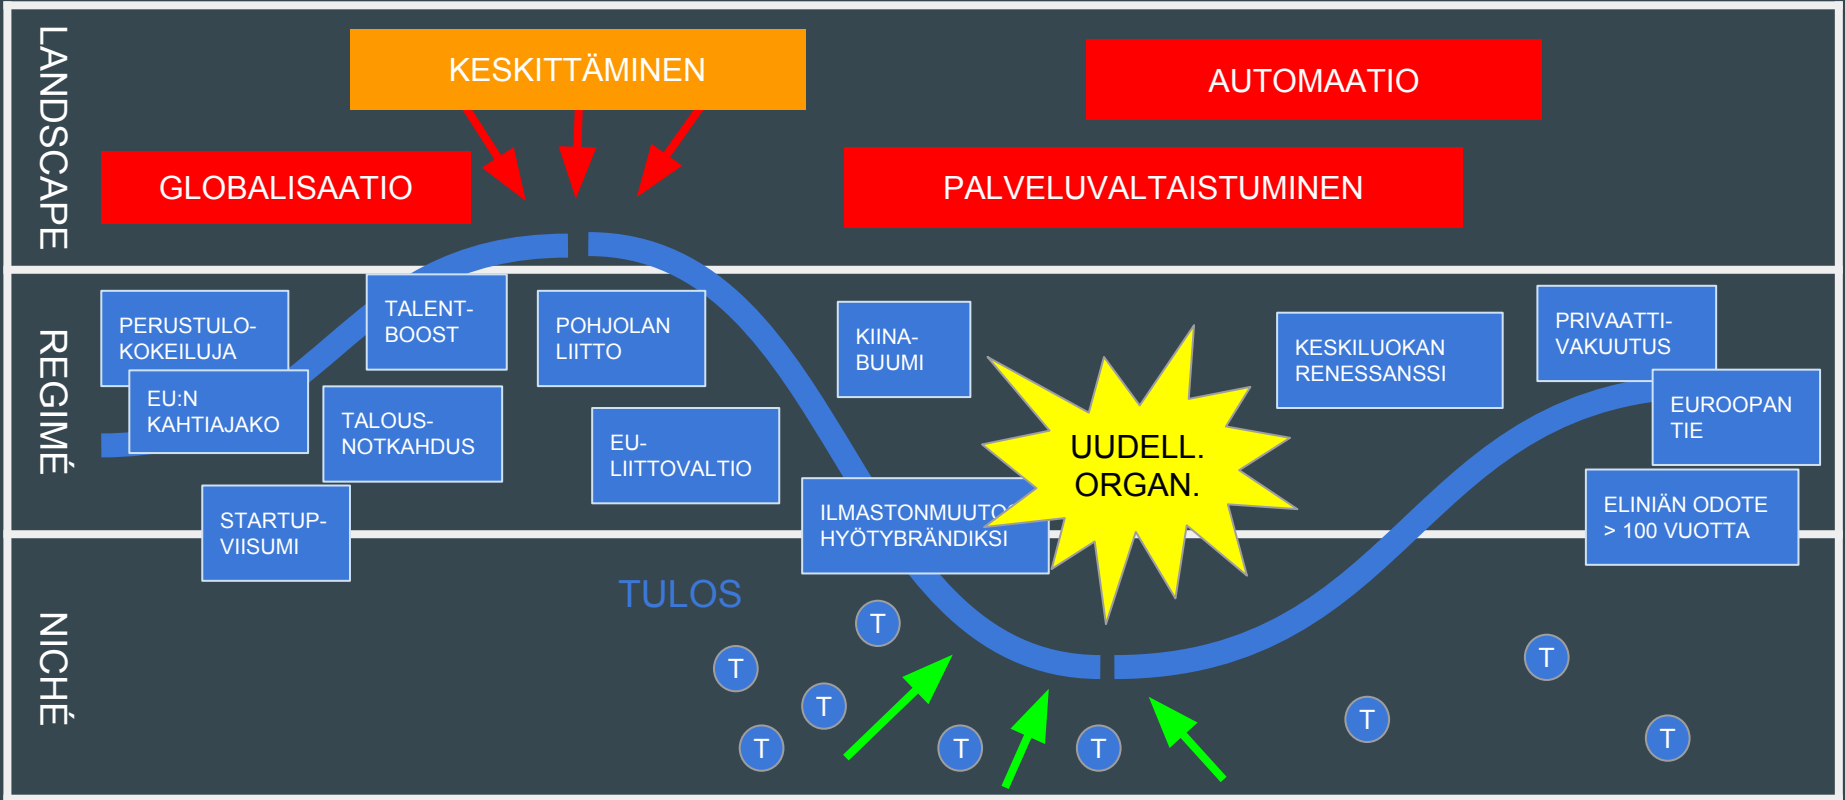 LANDSCAPE
KESKITTÄMINEN
AUTOMAATIO
GLOBALISAATIO
PALVELUVALTAISTUMINEN
REGIMÉ
PERUSTULO-
KOKEILUJA
EU:N
KAHTIAJAKO
TALENT-
BOOST
TALOUS-
NOTKAHDUS
STARTUP-
VIISUMI
POHJOLAN
LIITTO
EU-
LIITTOVALTIO
KIINA-
BUUMI
ILMASTONMUUTOS
HYÖTYBRÄNDIKSI
UUDELL.
ORGAN.
KESKILUOKAN
RENESSANSSI
PRIVAATTI-
VAKUUTUS
EUROOPAN
TIE
ELINIÄN ODOTE
> 100 VUOTTA
NICHÉ
TULOS
T
T
T
T
T
T
T
T
T